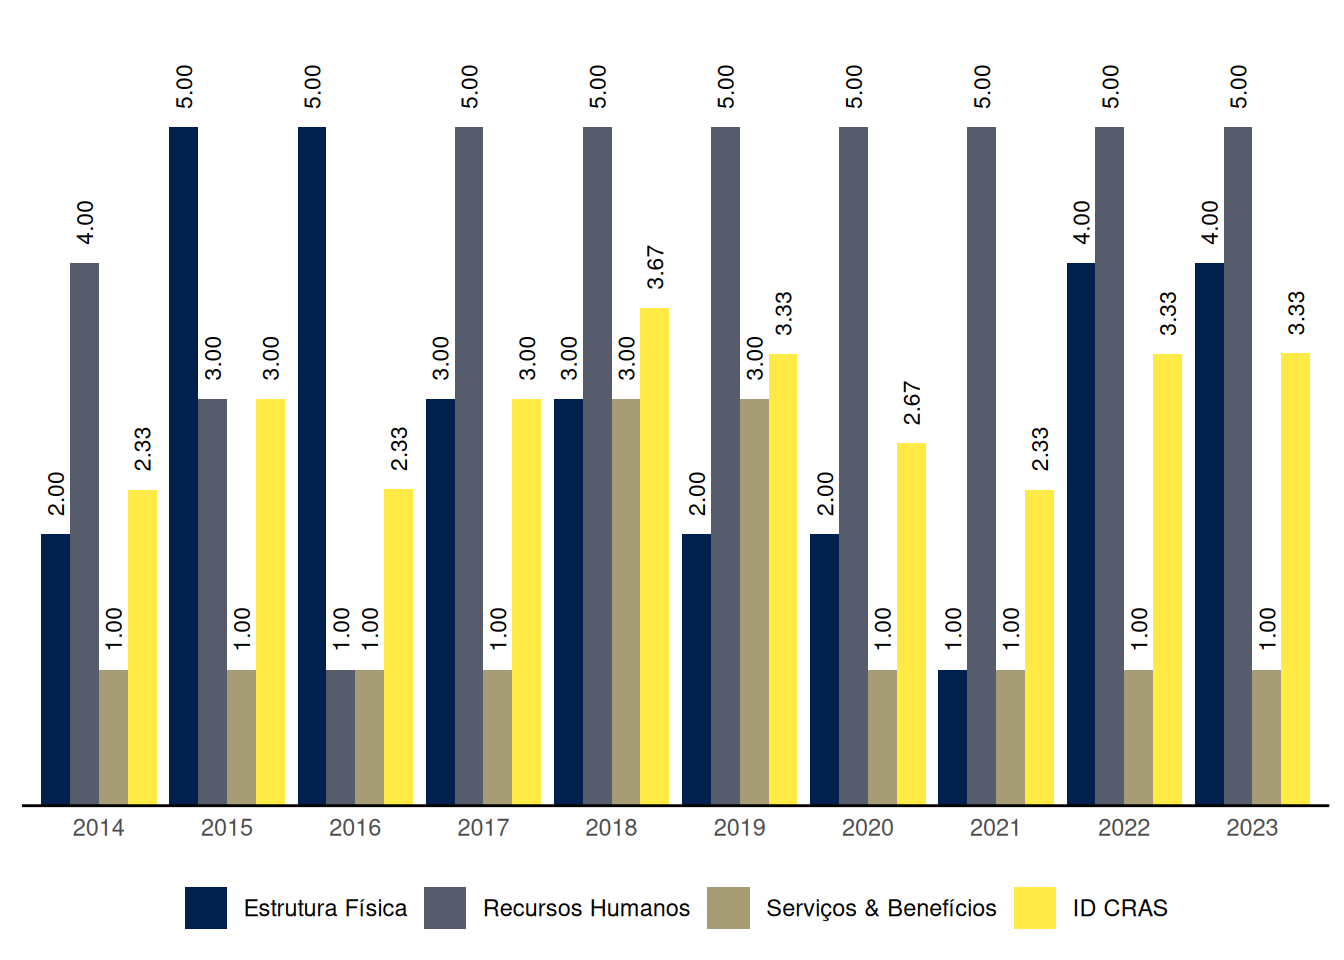 5.00 5.00 5.00 5.00 5.00 5.00 5.00 5.00 5.00
4.00 4.00 4.00
3.67
3.33 3.33 3.33
3.00 3.00 3.00 3.00 3.00 3.00 3.00
2.67
2.33 2.33 2.33
2.00 2.00 2.00
1.00 1.00 1.00 1.00 1.00 1.00 1.00 1.00 1.00 1.00
2014 2015 2016 2017 2018 2019 2020 2021 2022 2023
Estrutura Física Recursos Humanos Serviços & Benefícios ID CRAS